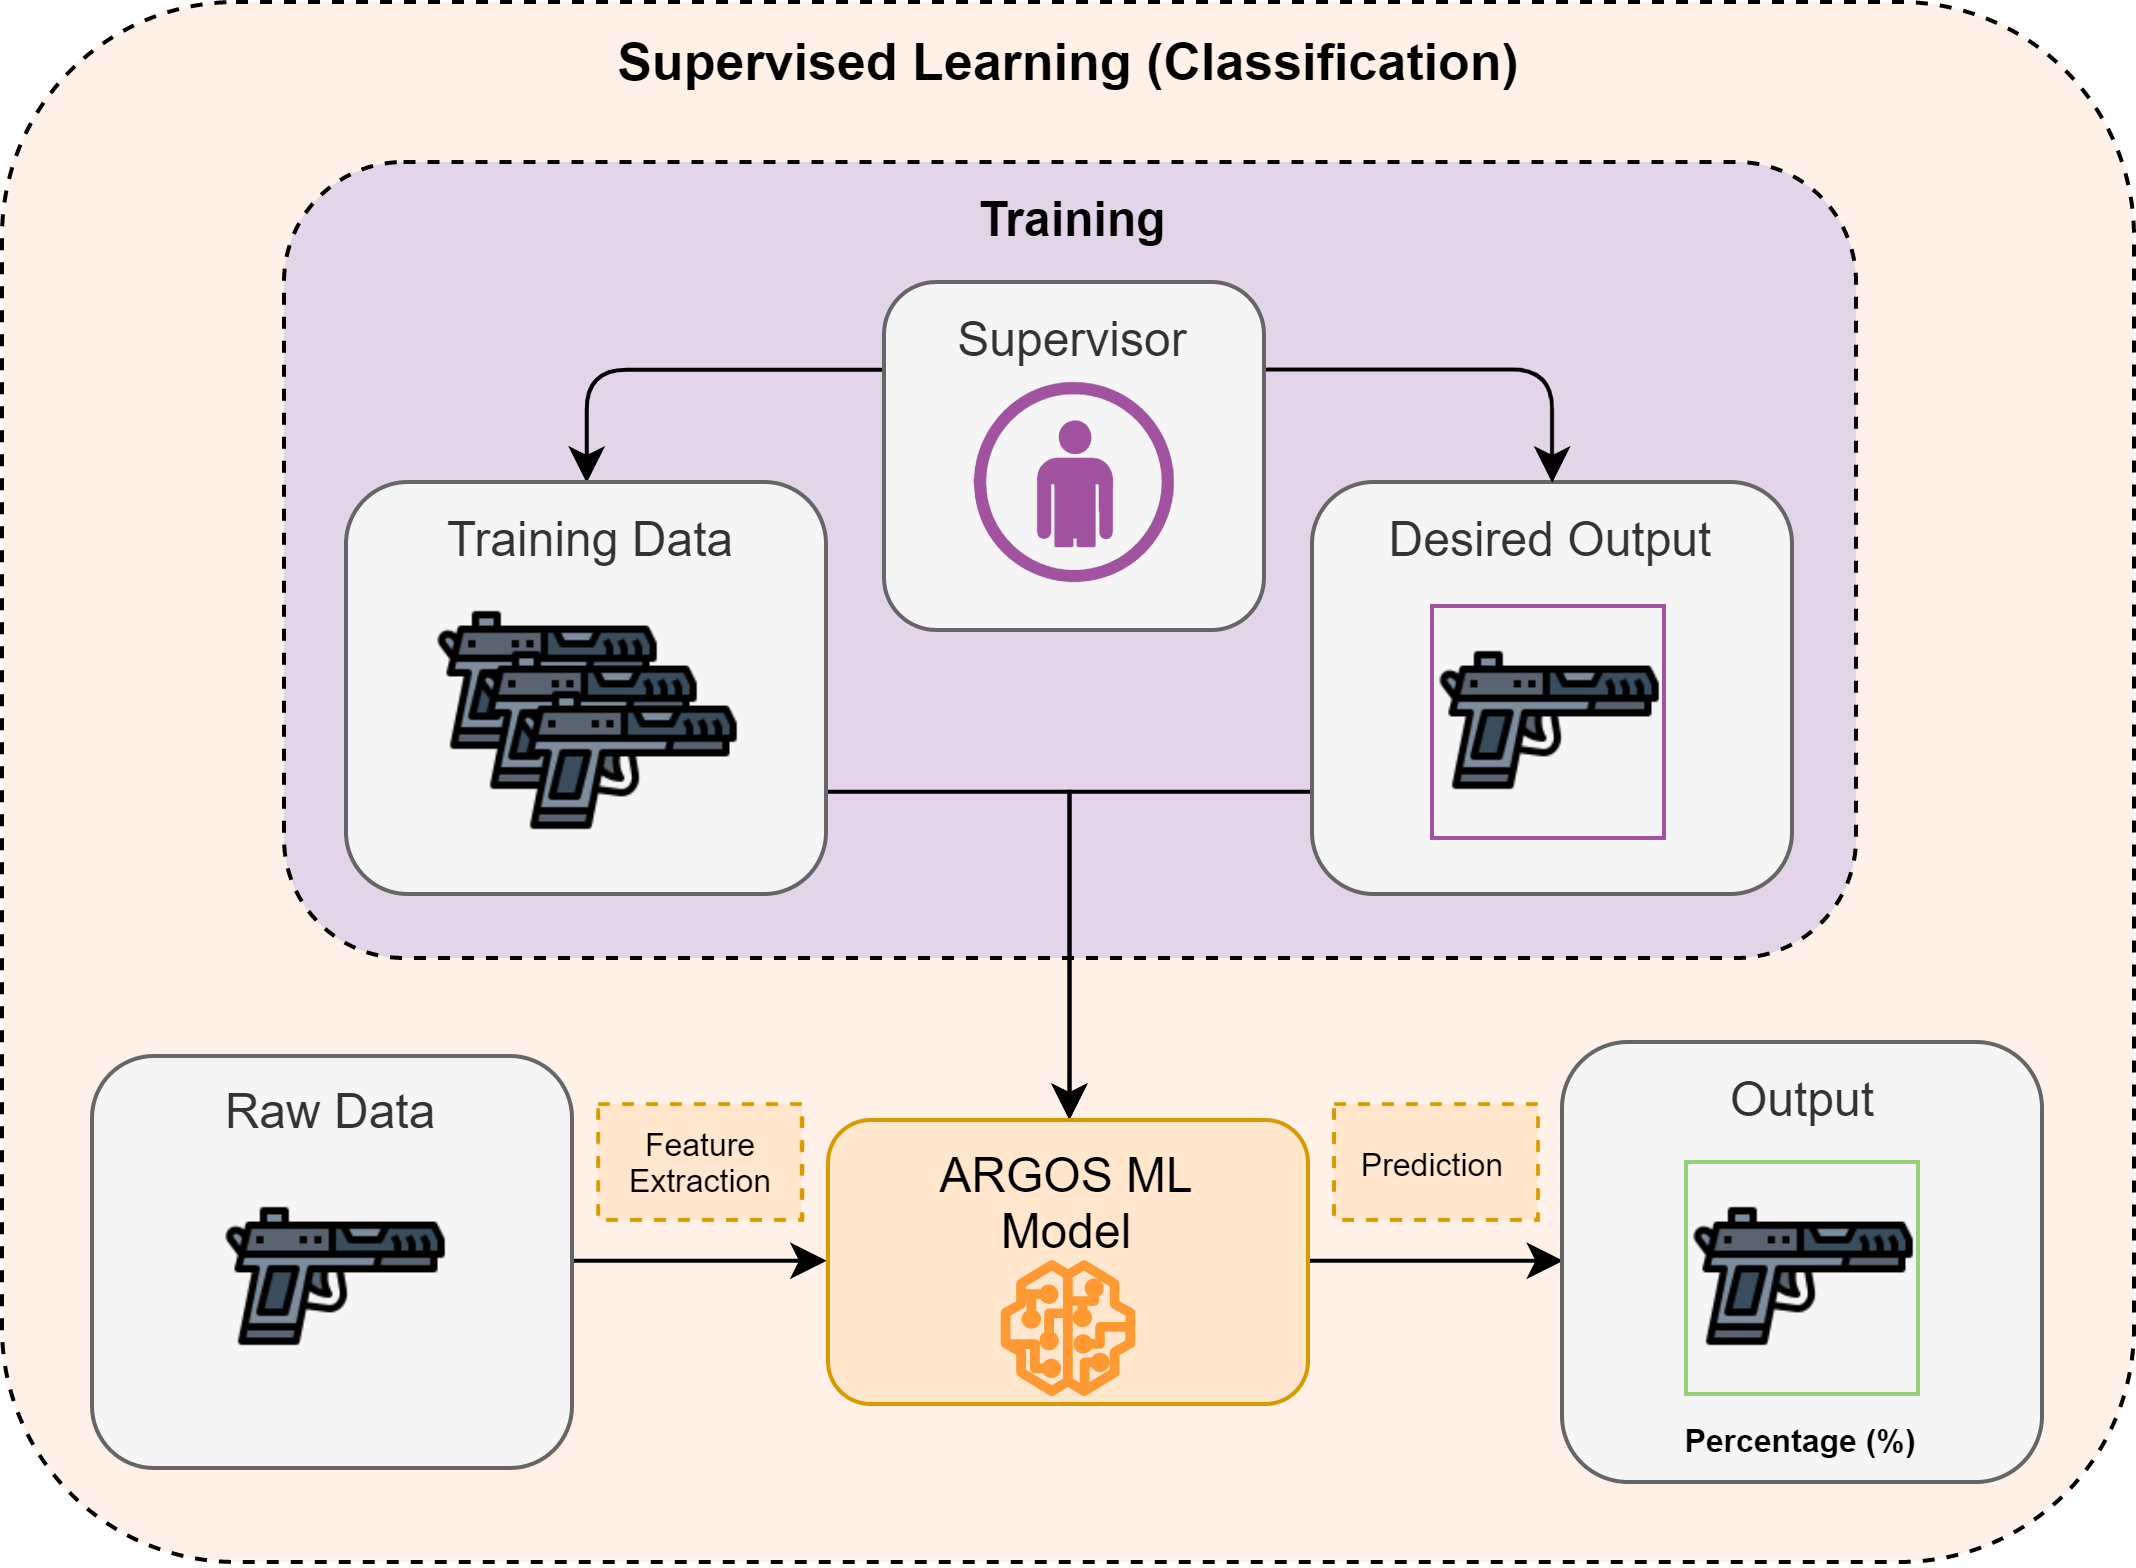 Supervised Learning (Classification)
Training
Supervisor
Training Data
Desired Output
Raw Data
Feature
Extraction
ARGOS ML
Model
Prediction
Output
Percentage (%)